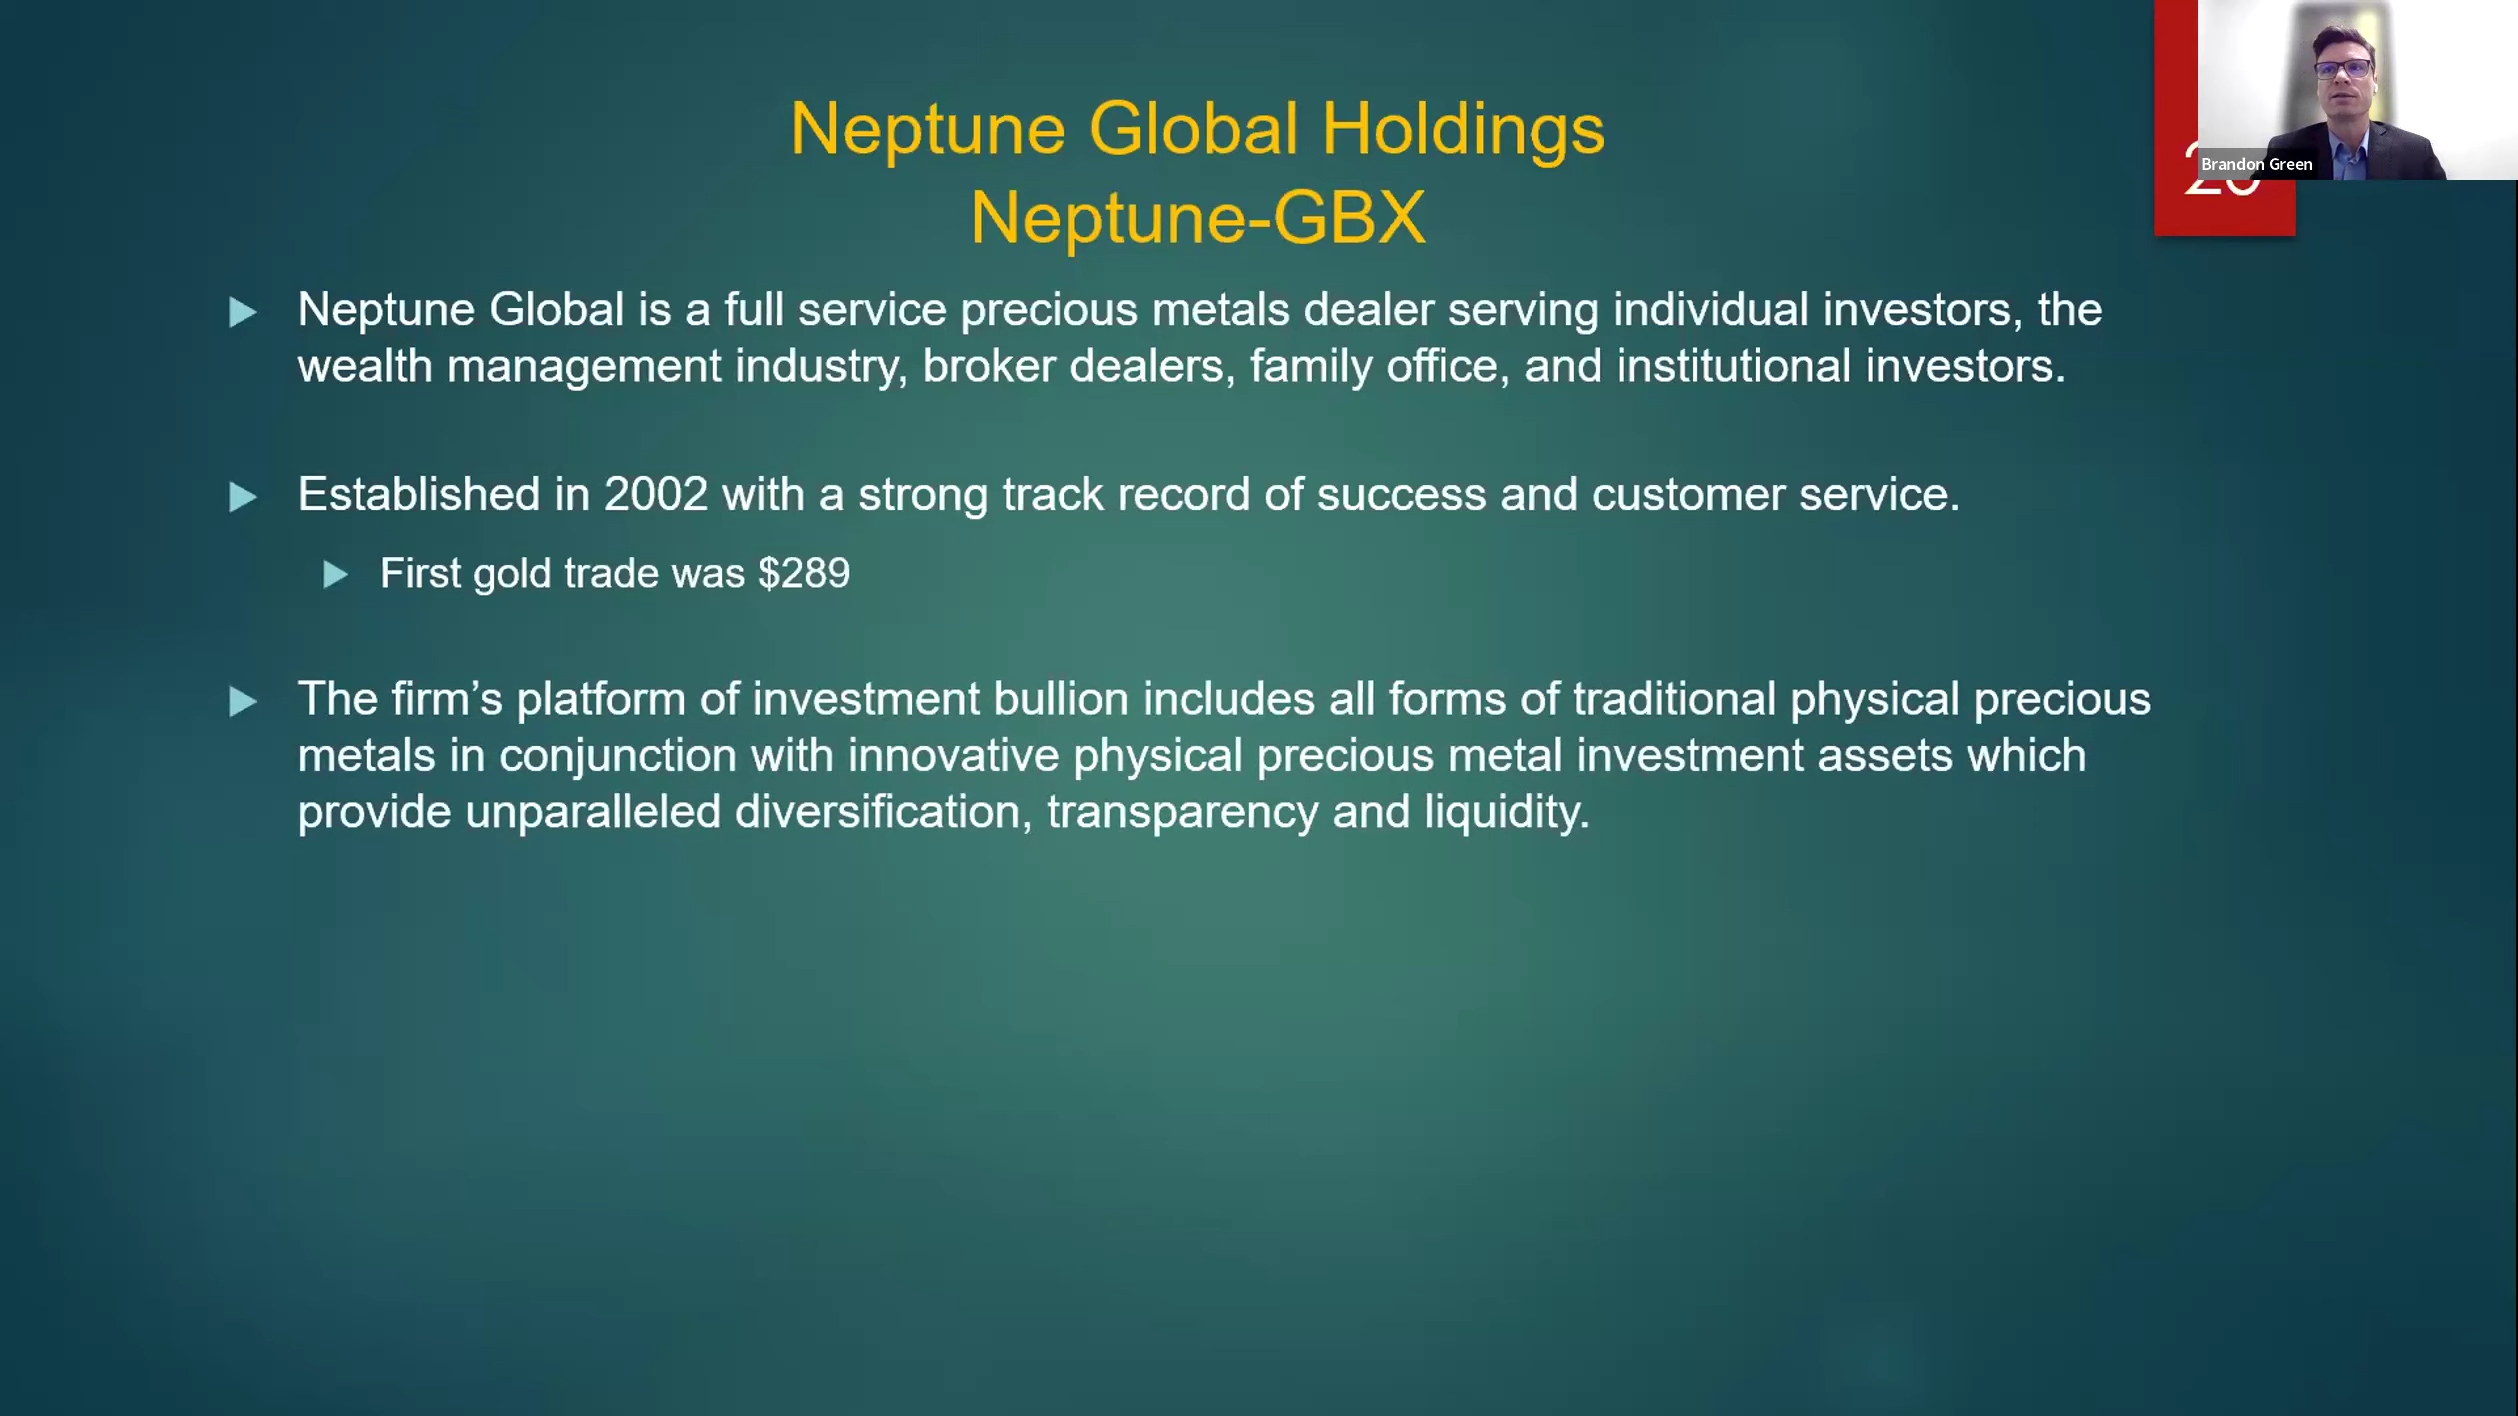 Neptune Global Holdings
Neptune-GBX
Brandon Green
Neptune Global is a full service precious metals dealer serving individual investors, the
wealth management industry, broker dealers, family office, and institutional investors.
Established in 2002 with a strong track record of success and customer service.
First gold trade was $289
The firm’s platform of investment bullion includes all forms of traditional physical precious
metals in conjunction with innovative physical precious metal investment assets which
provide unparalleled diversification, transparency and liquidity.